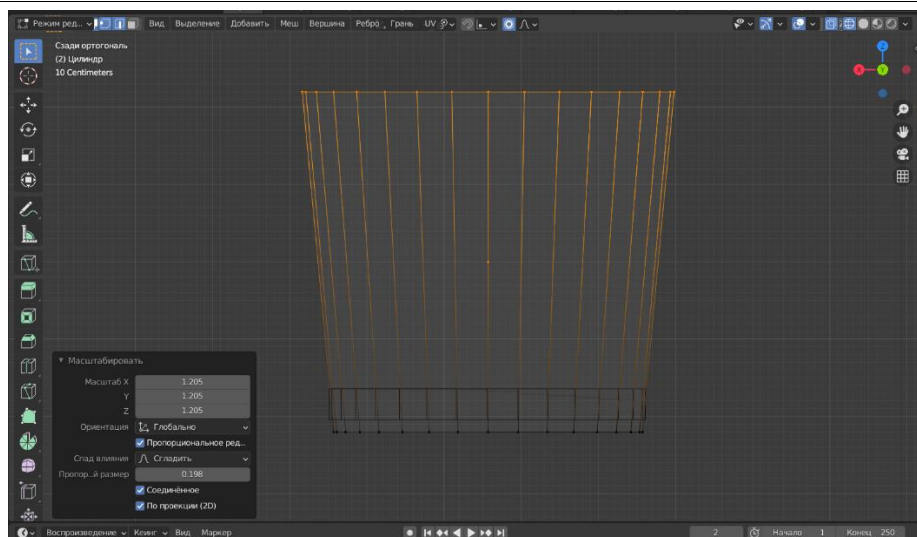 Режим ред... Вид Выделение Добавить Меш Вершина Ребро Грань UV
Сзади ортогональ
(2) Цилиндр
10 Centimeters
Z
X
Y
Масштабировать
Масштаб X 1.205
Y 1.205
Z 1.205
Ориентация Глобально
Пропорциональное ред...
Спад влияния Сгладить
Пропор...й размер 0.198
Соединённое
По проекции (2D)
Воспроизведение Кеинг Вид Маркер 2 Начало 1 Конец 250